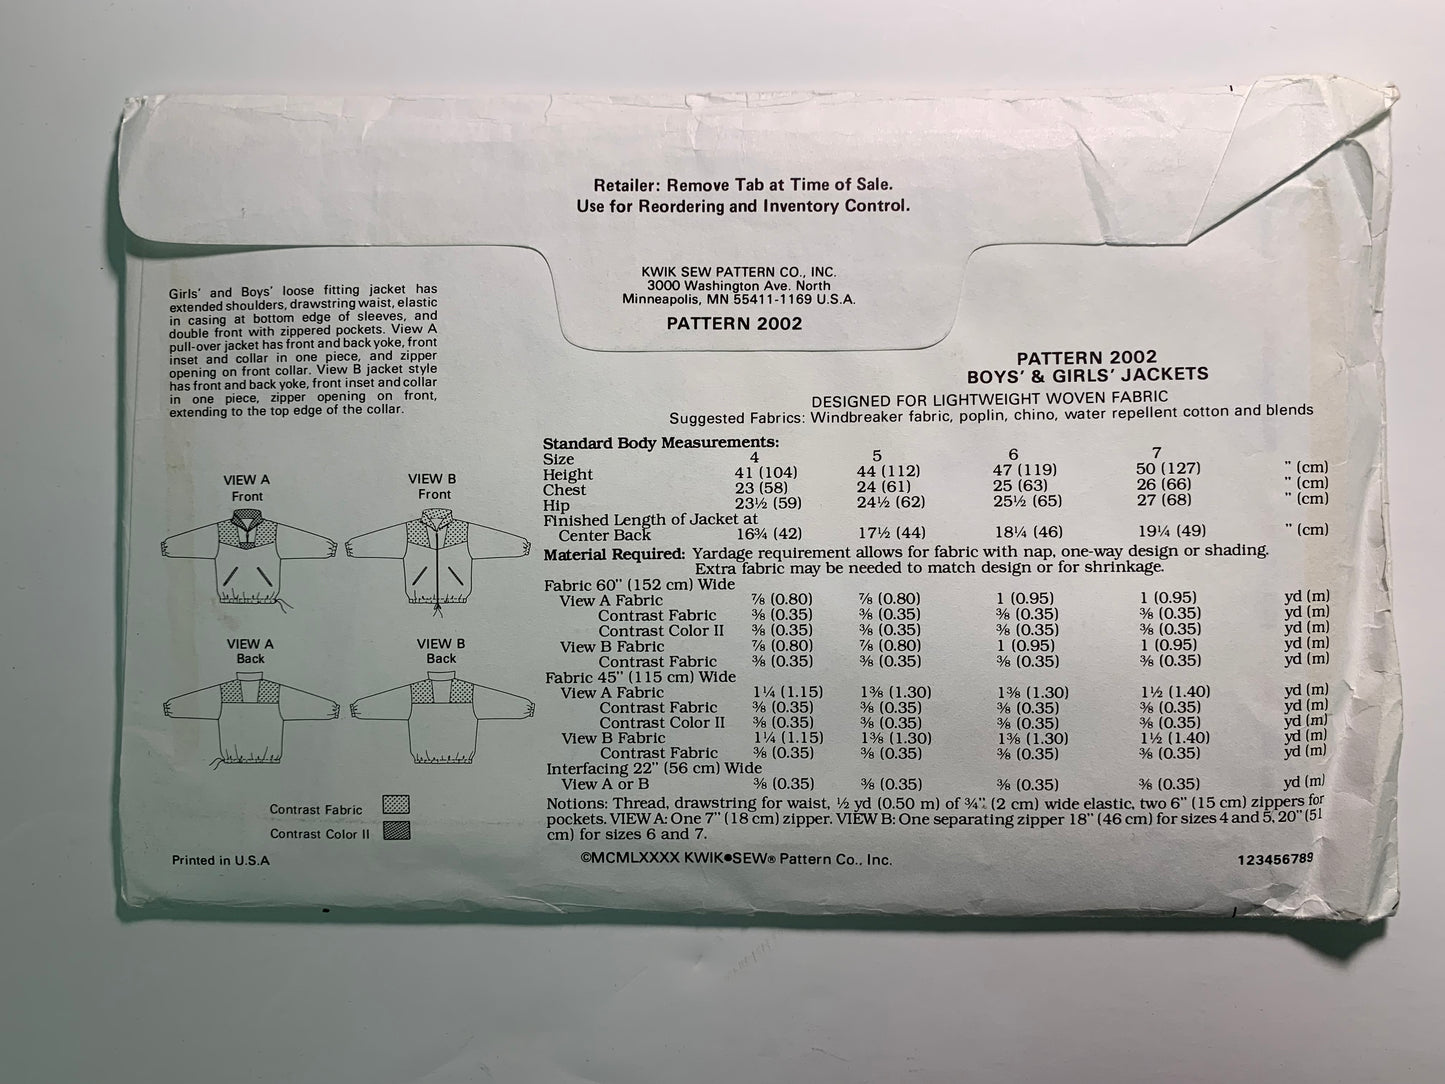 Retailer: Remove Tab at Time of Sale.
Use for Reordering and Inventory Control.
KWIK SEW PATTERN CO., INC.
3000 Washington Ave. North
Minneapolis, MN 55411-1169 U.S.A.
PATTERN 2002
Girls' and Boys' loose fitting jacket has
extended shoulders, drawstring waist, elastic
in casing at bottom edge of sleeves, and
double front with zippered pockets. View A
pull-over jacket has front and back yoke, front
inset and collar in one piece, and zipper
opening on front collar. View B jacket style
has front and back yoke, front inset and collar
in one piece, zipper opening on front,
extending to the top edge of the collar.
VIEW A
Front
VIEW B
Front
VIEW A
Back
VIEW B
Back
Contrast Fabric
Contrast Color II
Printed in U.S.A
PATTERN 2002
BOYS' & GIRLS' JACKETS
DESIGNED FOR LIGHTWEIGHT WOVEN FABRIC
Suggested Fabrics: Windbreaker fabric, poplin, chino, water repellent cotton and blends
Standard Body Measurements:
Size 4 5 6 7
Height 41 (104) 44 (112) 47 (119) 50 (127) " (cm)
Chest 23 (58) 24 (61) 25 (63) 26 (66) " (cm)
Hip 23½ (59) 24½ (62) 25½ (65) 27 (68) " (cm)
Finished Length of Jacket at
Center Back 16¾ (42) 17½ (44) 18¼ (46) 19¼ (49) " (cm)
Material Required: Yardage requirement allows for fabric with nap, one-way design or shading.
Extra fabric may be needed to match design or for shrinkage.
Fabric 60" (152 cm) Wide
View A Fabric ⅞ (0.80) ⅞ (0.80) 1 (0.95) 1 (0.95) yd (m)
Contrast Fabric ⅜ (0.35) ⅜ (0.35) ⅜ (0.35) ⅜ (0.35) yd (m)
Contrast Color II ⅜ (0.35) ⅜ (0.35) ⅜ (0.35) ⅜ (0.35) yd (m)
View B Fabric ⅞ (0.80) ⅞ (0.80) 1 (0.95) 1 (0.95) yd (m)
Contrast Fabric ⅜ (0.35) ⅜ (0.35) ⅜ (0.35) ⅜ (0.35) yd (m)
Fabric 45" (115 cm) Wide
View A Fabric 1¼ (1.15) 1⅜ (1.30) 1⅜ (1.30) 1½ (1.40) yd (m)
Contrast Fabric ⅜ (0.35) ⅜ (0.35) ⅜ (0.35) ⅜ (0.35) yd (m)
Contrast Color II ⅜ (0.35) ⅜ (0.35) ⅜ (0.35) ⅜ (0.35) yd (m)
View B Fabric 1¼ (1.15) 1⅜ (1.30) 1⅜ (1.30) 1½ (1.40) yd (m)
Contrast Fabric ⅜ (0.35) ⅜ (0.35) ⅜ (0.35) ⅜ (0.35) yd (m)
Interfacing 22" (56 cm) Wide
View A or B ⅜ (0.35) ⅜ (0.35) ⅜ (0.35) ⅜ (0.35) yd (m)
Notions: Thread, drawstring for waist, ½ yd (0.50 m) of ¾" (2 cm) wide elastic, two 6" (15 cm) zippers for
pockets. VIEW A: One 7" (18 cm) zipper. VIEW B: One separating zipper 18" (46 cm) for sizes 4 and 5, 20" (51
cm) for sizes 6 and 7.
©MCMLXXXX KWIK•SEW® Pattern Co., Inc.
123456789